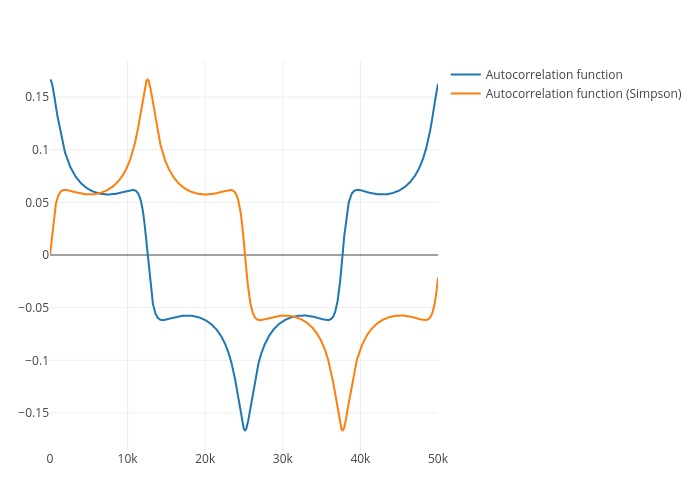 Autocorrelation function
Autocorrelation function (Simpson)
0.15
0.1
0.05
0
−0.05
−0.1
−0.15
0 10k 20k 30k 40k 50k